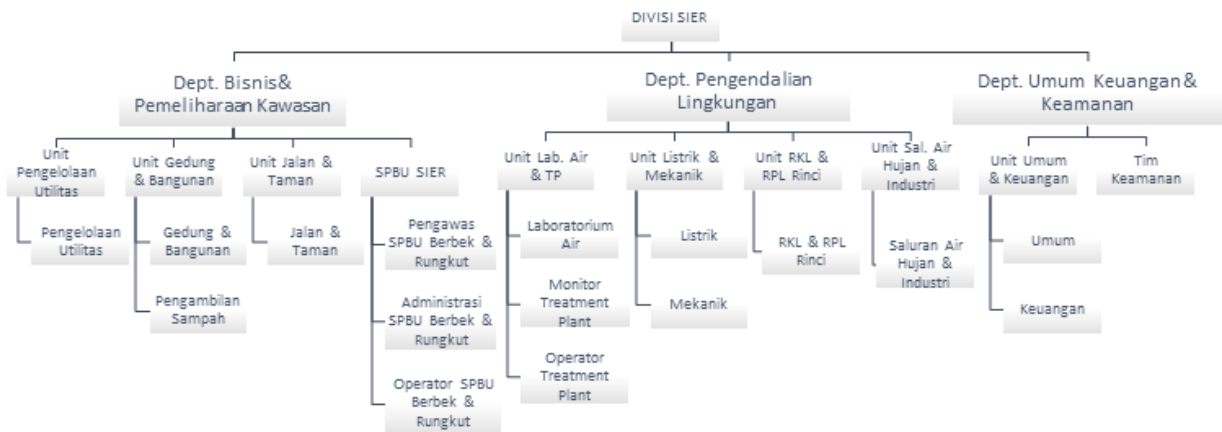 DIVISI SIER
Dept. Bisnis&
Pemeliharaan Kawasan
Dept. Pengendalian
Lingkungan
Dept. Umum Keuangan &
Keamanan
Unit
Pengelolaan
Utilitas
Unit Gedung
& Bangunan
Unit Jalan &
Taman
SPBU SIER
Unit Lab. Air
& TP
Unit Listrik &
Mekanik
Unit RKL &
RPL Rinci
Unit Sal. Air
Hujan &
Industri
Unit Umum
& Keuangan
Tim
Keamanan
Pengelolaan
Utilitas
Gedung &
Bangunan
Pengambilan
Sampah
Jalan &
Taman
Pengawas
SPBU Berbek &
Rungkut
Administrasi
SPBU Berbek &
Rungkut
Operator SPBU
Berbek &
Rungkut
Laboratorium
Air
Monitor
Treatment
Plant
Operator
Treatment
Plant
Listrik
Mekanik
RKL & RPL
Rinci
Saluran Air
Hujan &
Industri
Umum
Keuangan